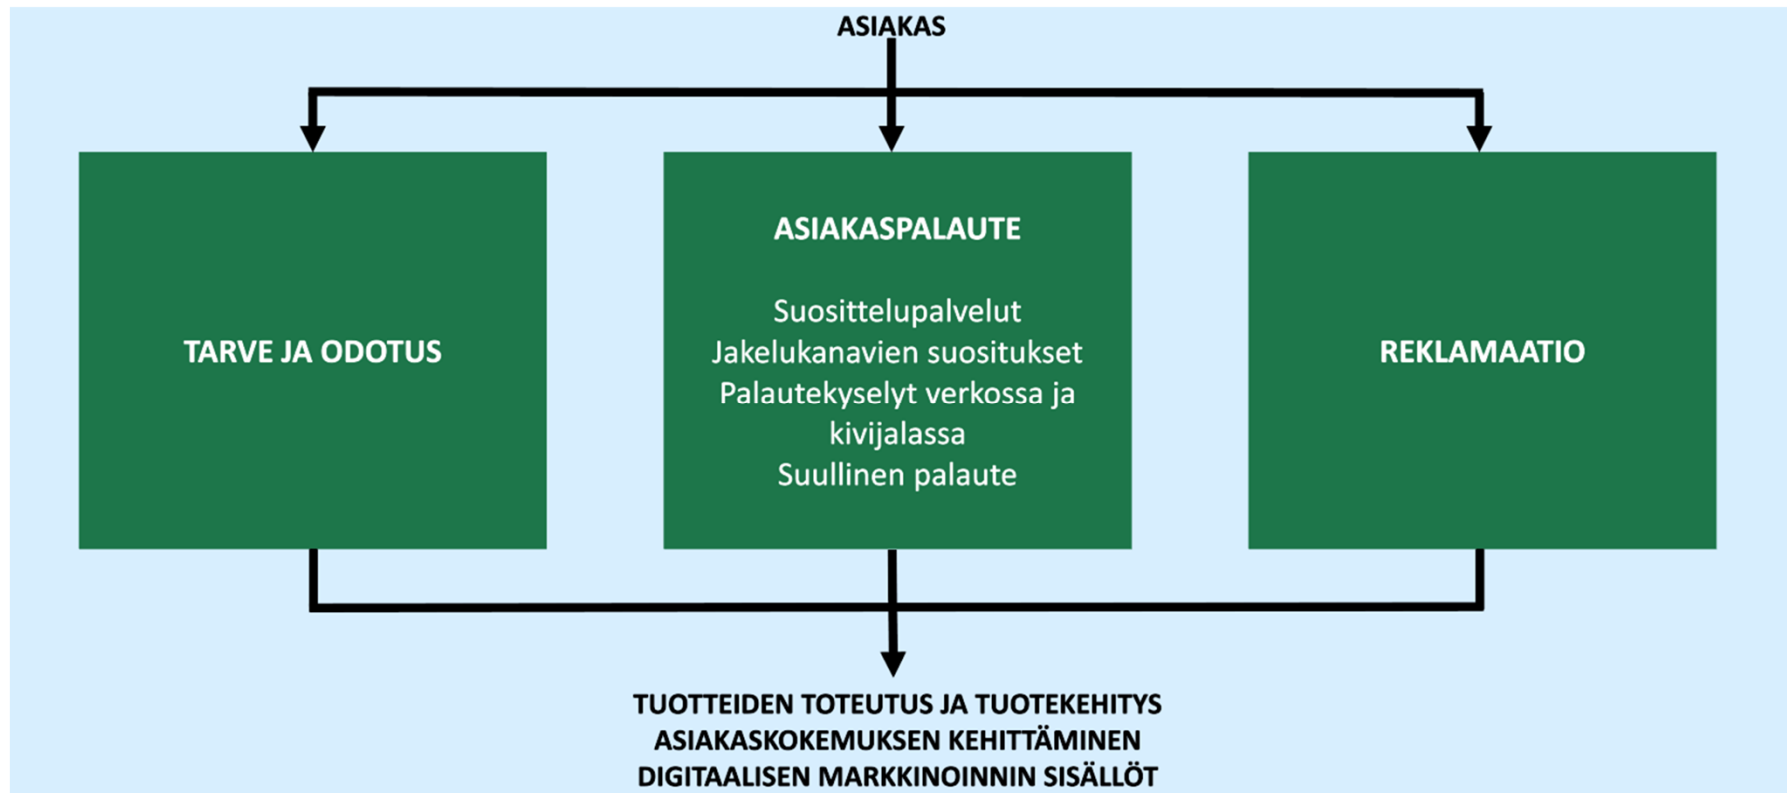 ASIAKAS
TARVE JA ODOTUS
ASIAKASPALAUTE
Suosittelupalvelut
Jakelukanavien suositukset
Palautekyselyt verkossa ja
kivijalassa
Suullinen palaute
REKLAMAATIO
TUOTTEIDEN TOTEUTUS JA TUOTEKEHITYS
ASIAKASKOKEMUKSEN KEHITTÄMINEN
DIGITAALISEN MARKKINOINNIN SISÄLLÖT